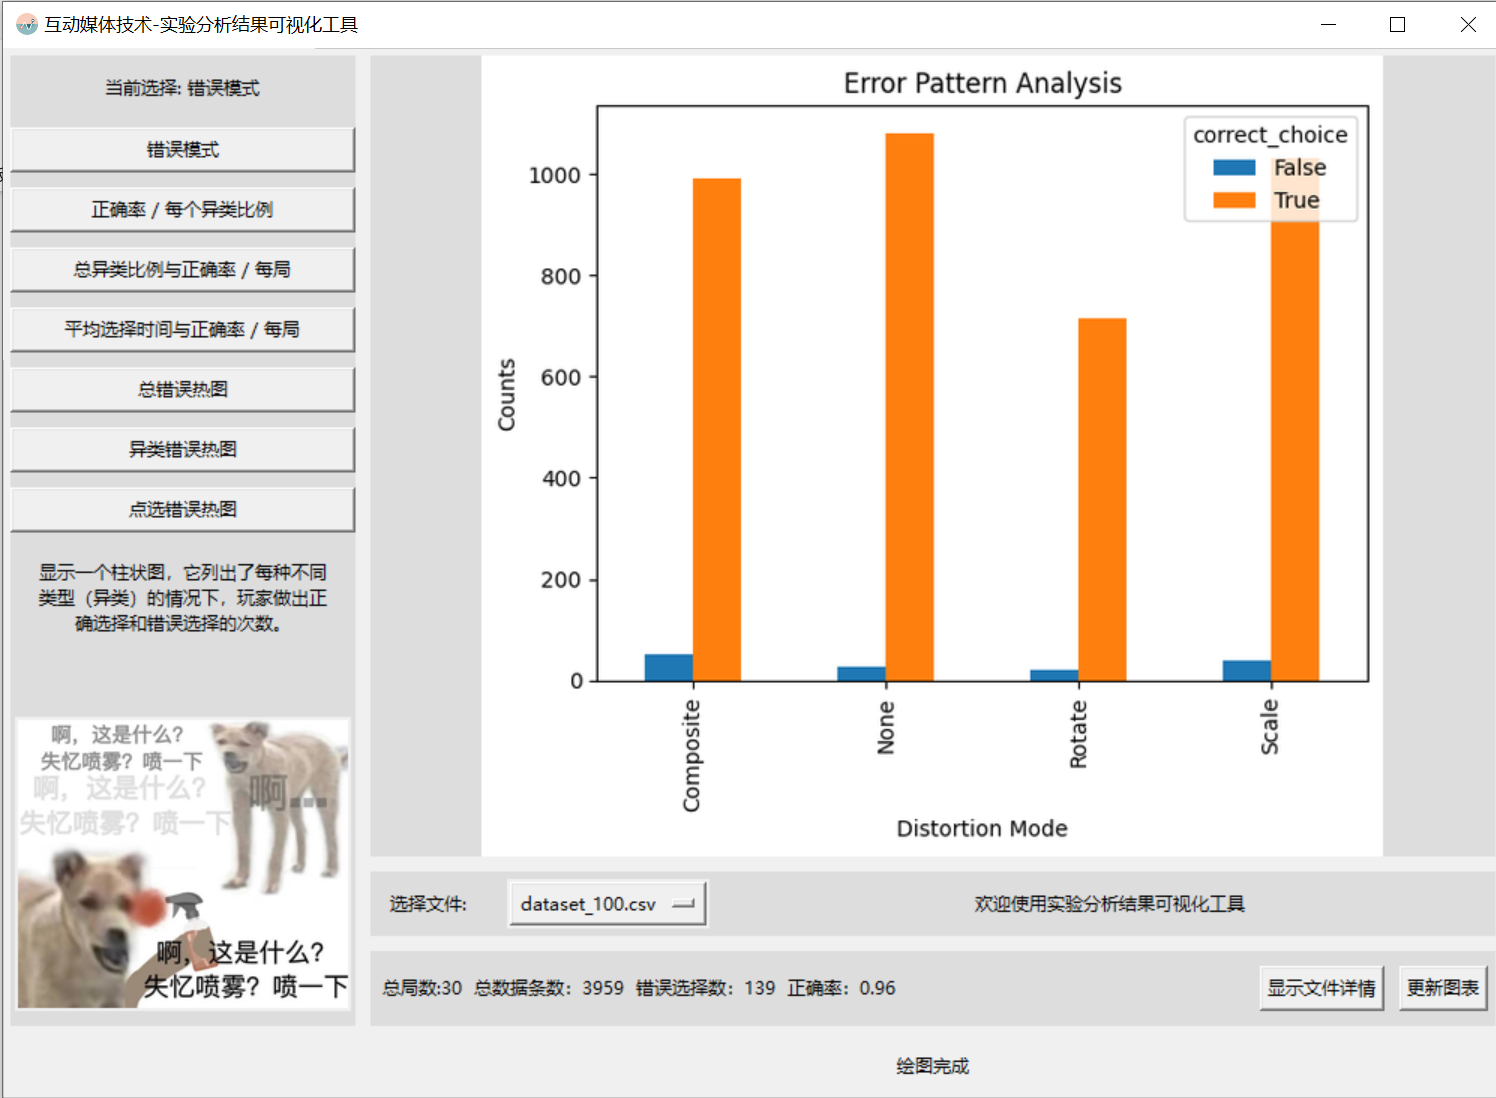 互动媒体技术-实验分析结果可视化工具
当前选择: 错误模式
错误模式
正确率 / 每个异类比例
总异类比例与正确率 / 每局
平均选择时间与正确率 / 每局
总错误热图
异类错误热图
点选错误热图
显示一个柱状图，它列出了每种不同
类型（异类）的情况下，玩家做出正
确选择和错误选择的次数。
啊，这是什么？
失忆喷雾？喷一下
啊，这是什么？
失忆喷雾？喷一下
啊...
啊，这是什么？
失忆喷雾？喷一下
Error Pattern Analysis
correct_choice
False
True
Counts
1000
800
600
400
200
0
Composite
None
Rotate
Scale
Distortion Mode
选择文件:
dataset_100.csv
欢迎使用实验分析结果可视化工具
总局数:30 总数据条数：3959 错误选择数：139 正确率：0.96
显示文件详情
更新图表
绘图完成